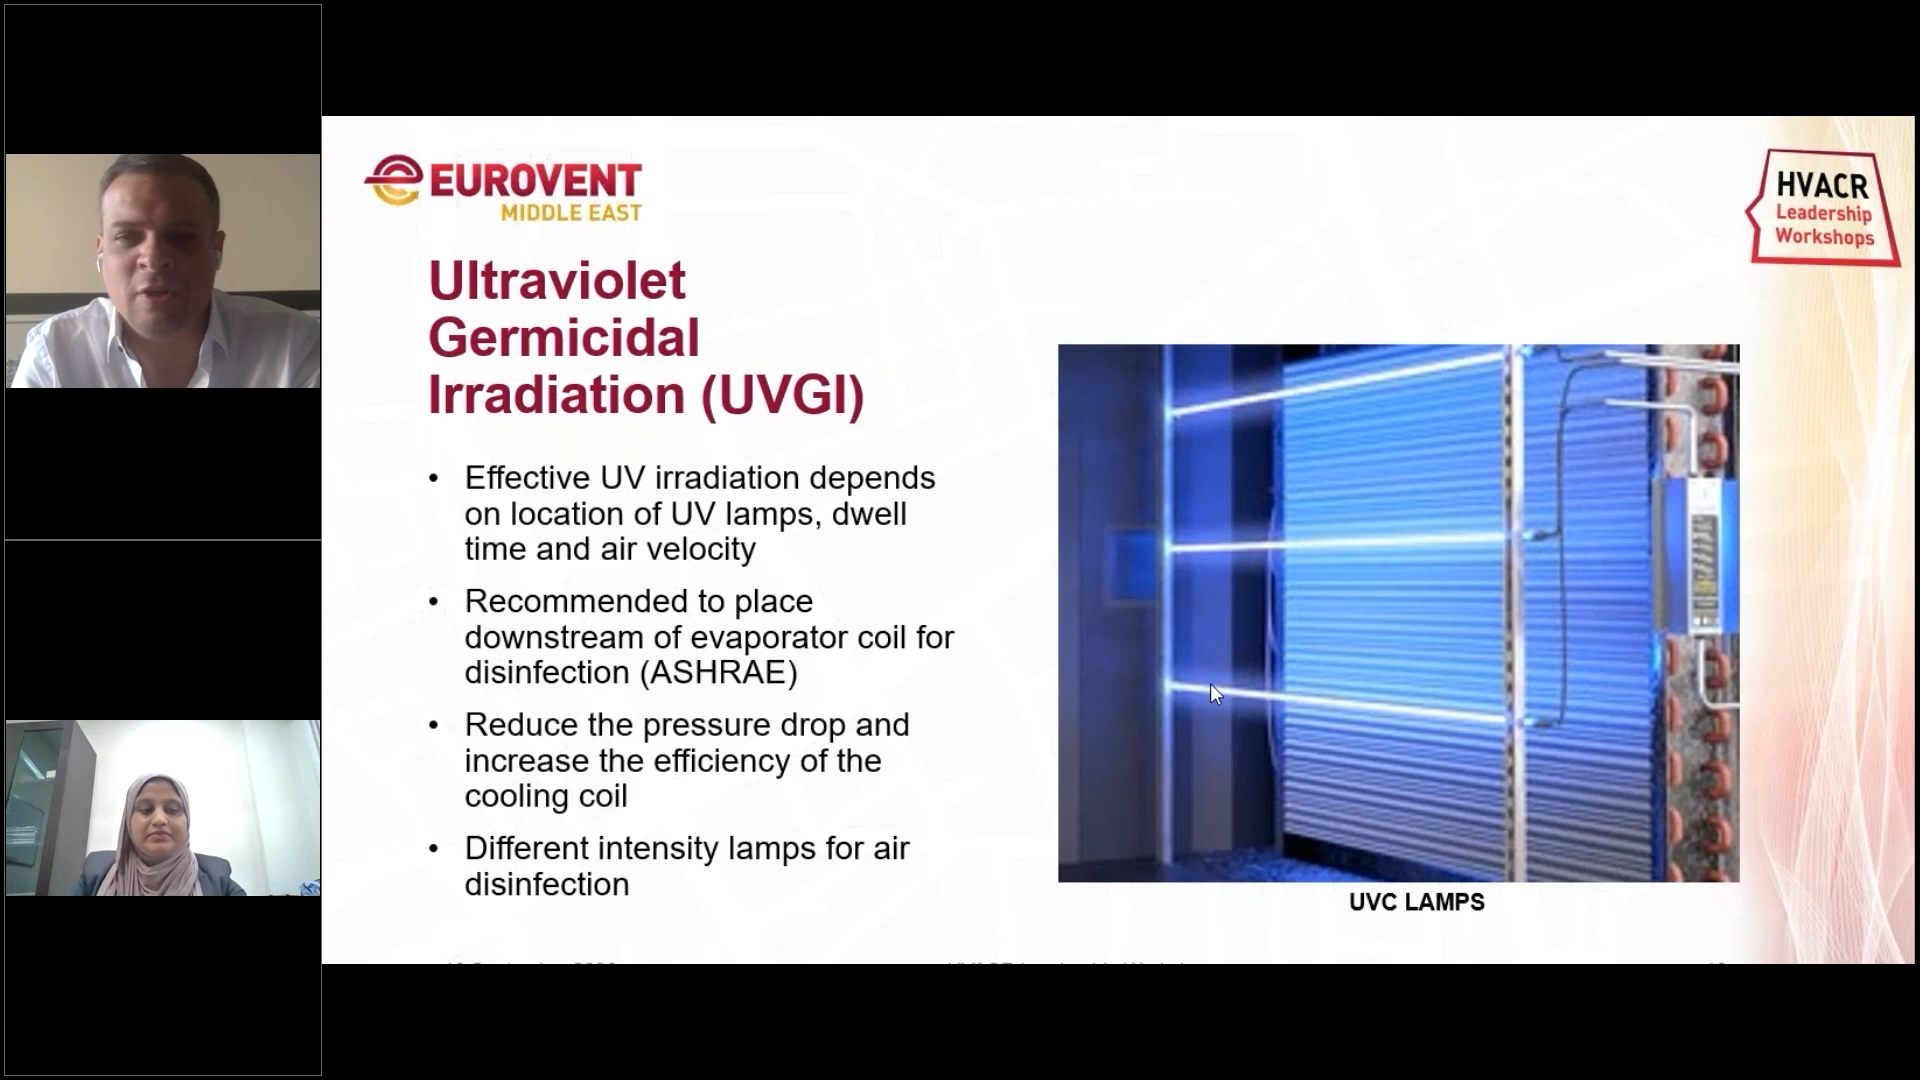 EUROVENT
MIDDLE EAST
HVACR
Leadership
Workshops
Ultraviolet
Germicidal
Irradiation (UVGI)
• Effective UV irradiation depends
on location of UV lamps, dwell
time and air velocity
• Recommended to place
downstream of evaporator coil for
disinfection (ASHRAE)
• Reduce the pressure drop and
increase the efficiency of the
cooling coil
• Different intensity lamps for air
disinfection
UVC LAMPS